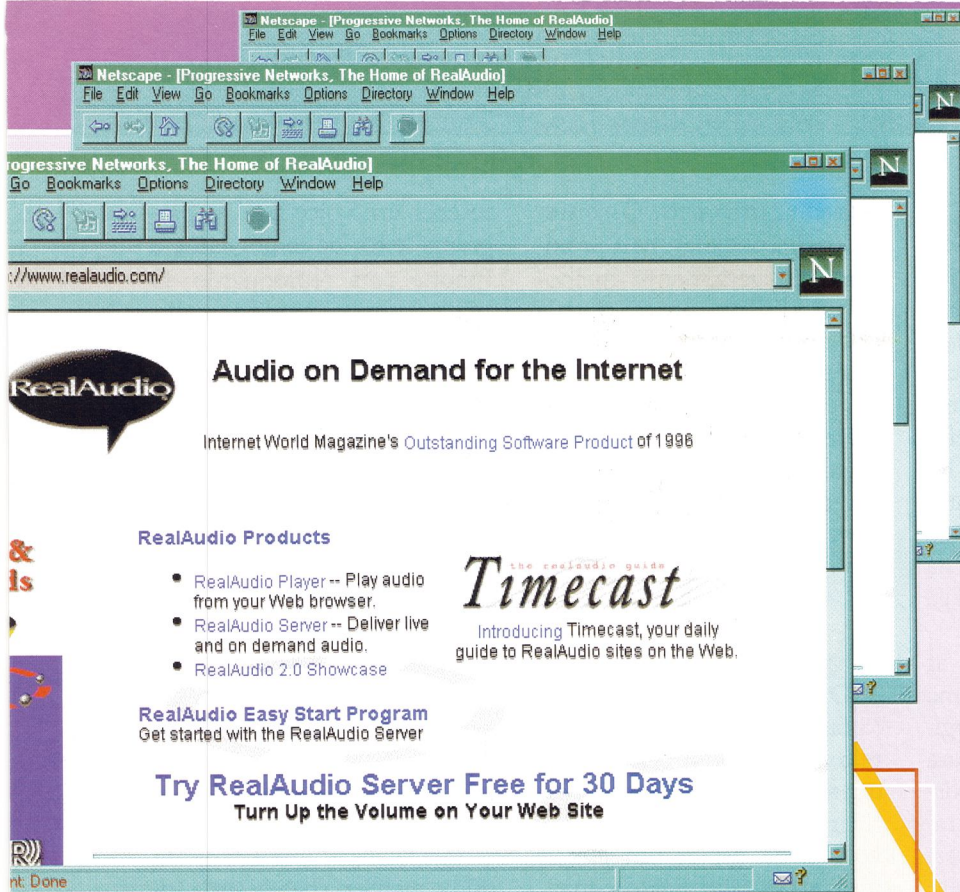 Netscape - [Progressive Networks, The Home of RealAudio]
File Edit View Go Bookmarks Options Directory Window Help
Netscape - [Progressive Networks, The Home of RealAudio]
File Edit View Go Bookmarks Options Directory Window Help
N
rogressive Networks, The Home of RealAudio]
Go Bookmarks Options Directory Window Help
N
://www.realaudio.com/
N
RealAudio
Audio on Demand for the Internet
Internet World Magazine's Outstanding Software Product of 1996
&
ds
RealAudio Products
RealAudio Player -- Play audio
from your Web browser.
RealAudio Server -- Deliver live
and on demand audio.
RealAudio 2.0 Showcase
the realaudio guide
Timecast
Introducing Timecast, your daily
guide to RealAudio sites on the Web.
RealAudio Easy Start Program
Get started with the RealAudio Server
Try RealAudio Server Free for 30 Days
Turn Up the Volume on Your Web Site
nt: Done
?
?
?